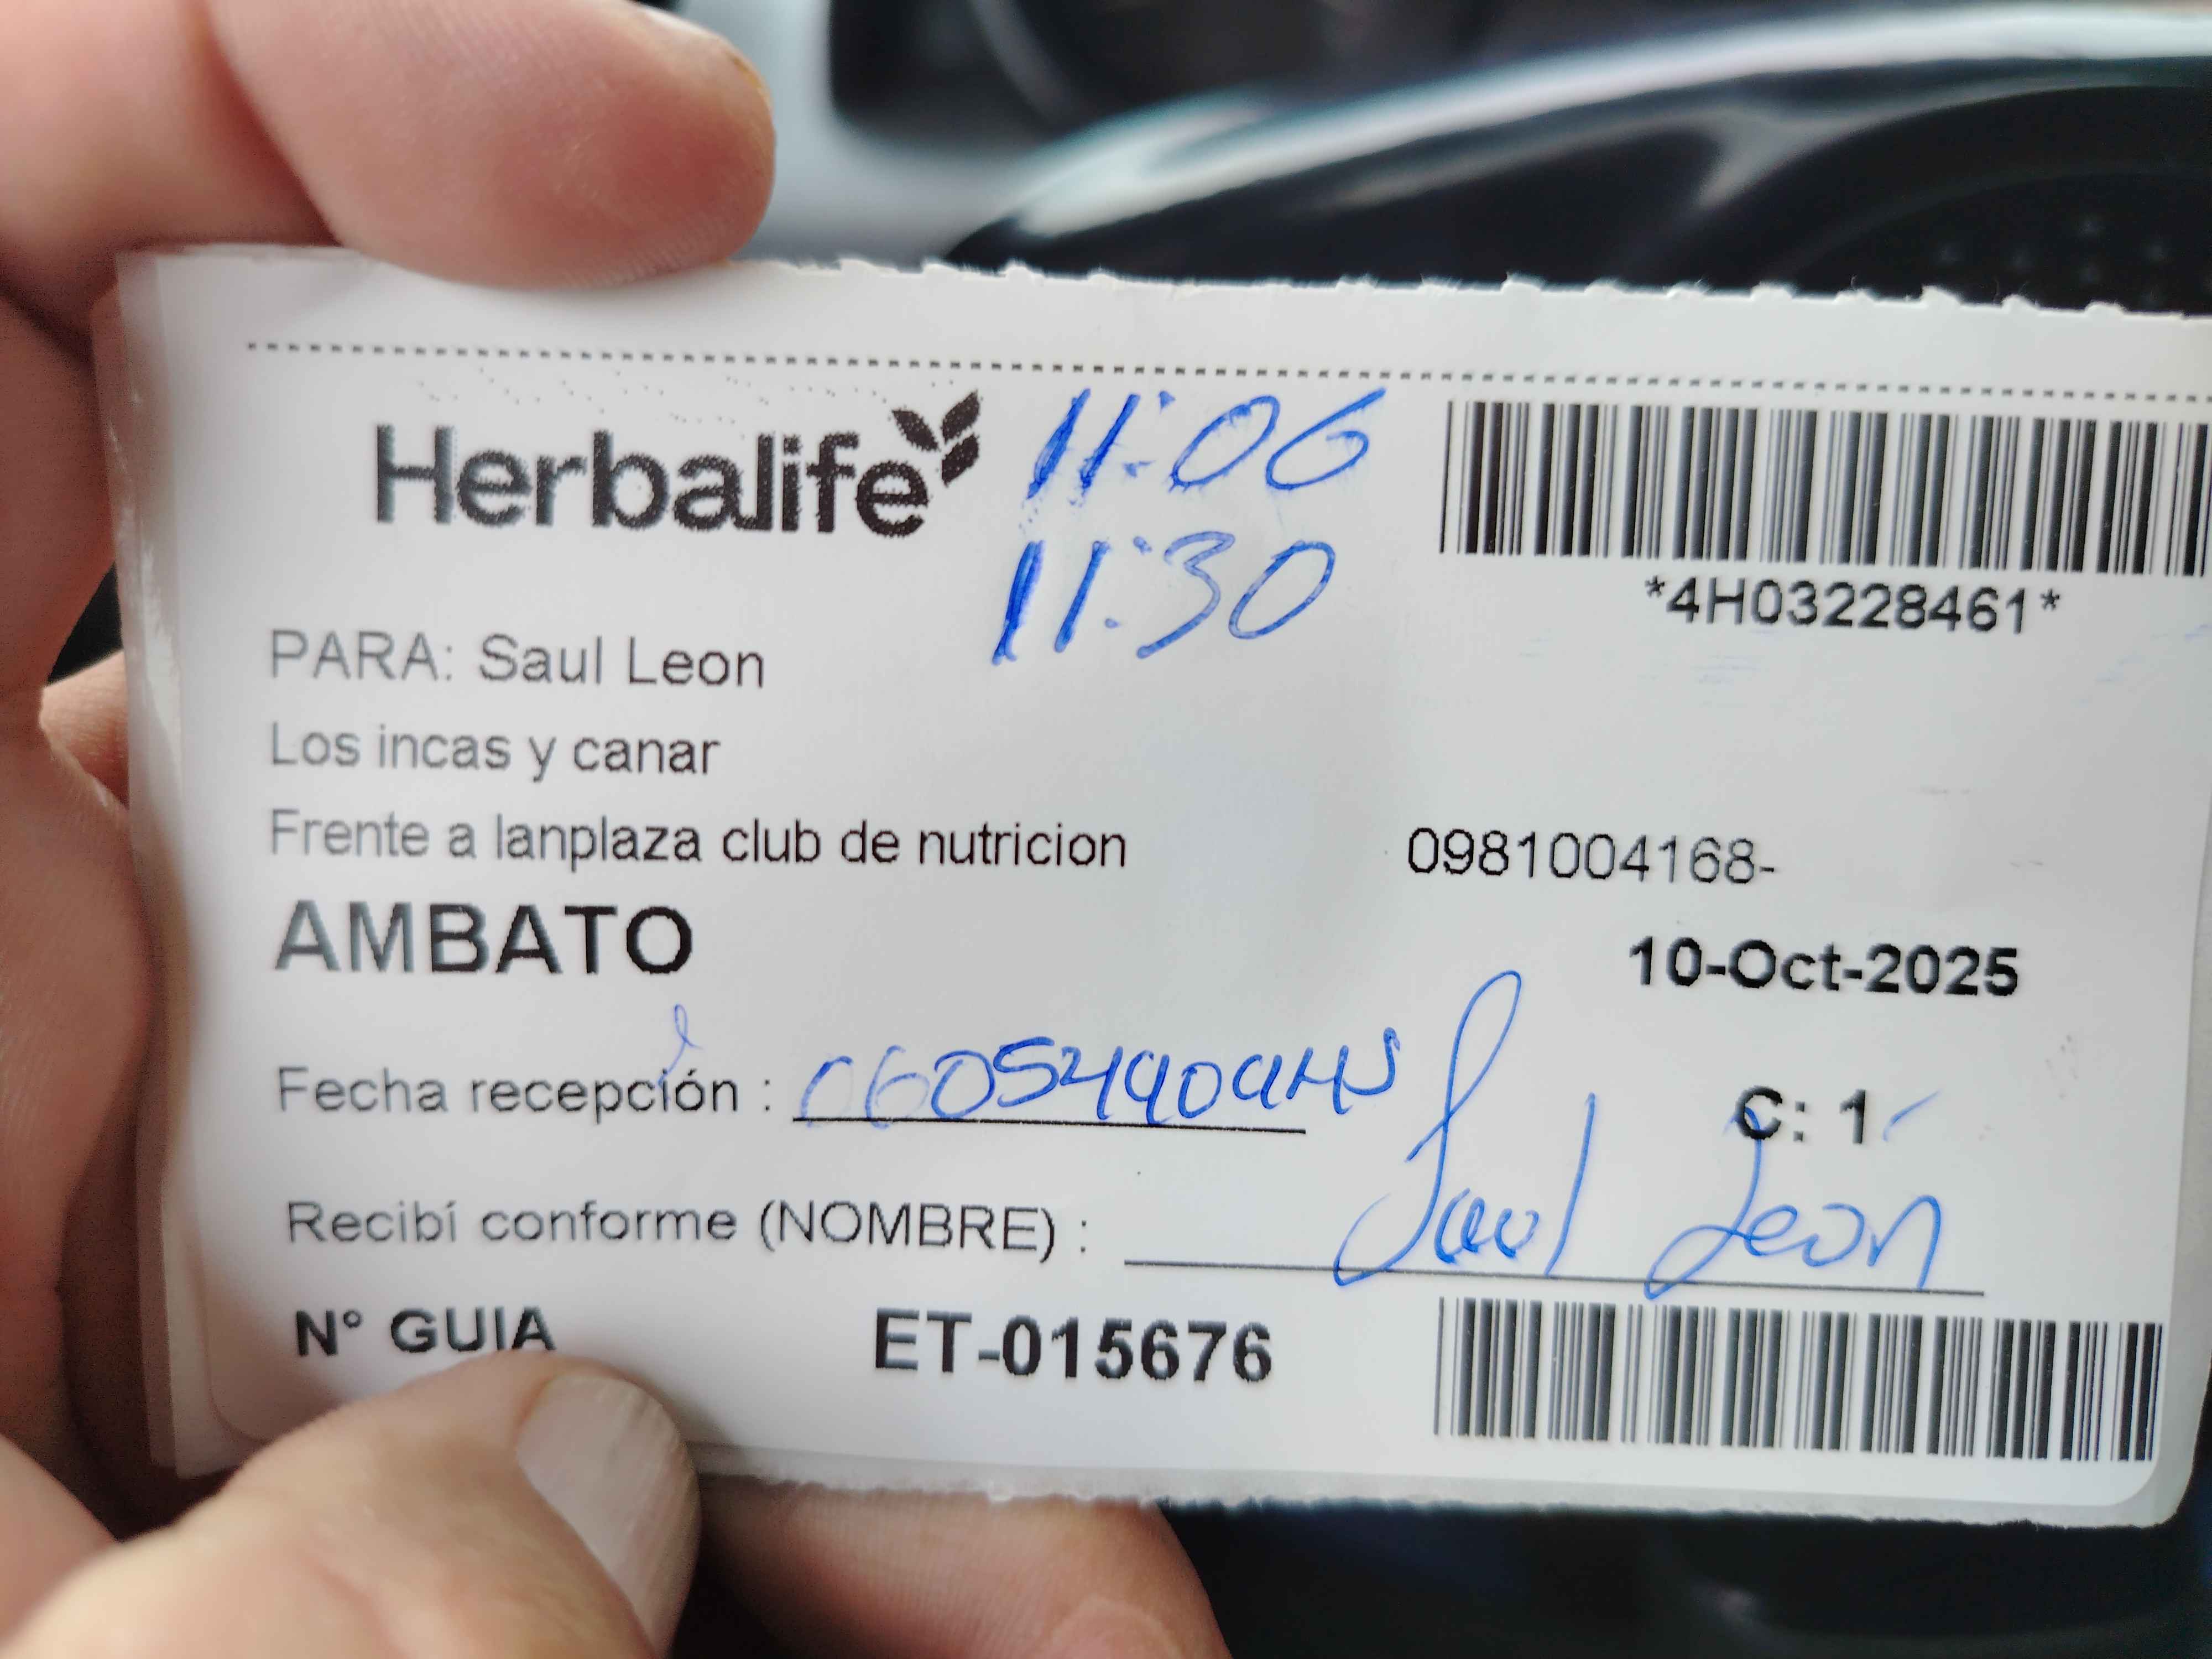 Herbalife
11:06
11:30
*4H03228461*
PARA: Saul Leon
Los incas y canar
Frente a lanplaza club de nutricion
0981004168-
AMBATO
10-Oct-2025
Fecha recepción :
C: 1
Recibí conforme (NOMBRE) : Saul Leon
N° GUIA ET-015676